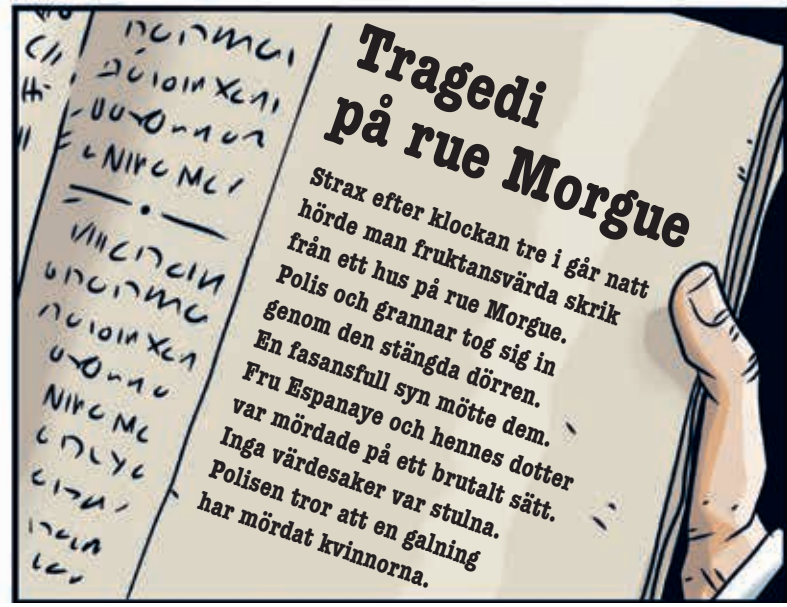 Tragedi
på rue Morgue
Strax efter klockan tre i går natt
hörde man fruktansvärda skrik
från ett hus på rue Morgue.
Polis och grannar tog sig in
genom den stängda dörren.
En fasansfull syn mötte dem.
Fru Espanaye och hennes dotter
var mördade på ett brutalt sätt.
Inga värdesaker var stulna.
Polisen tror att en galning
har mördat kvinnorna.